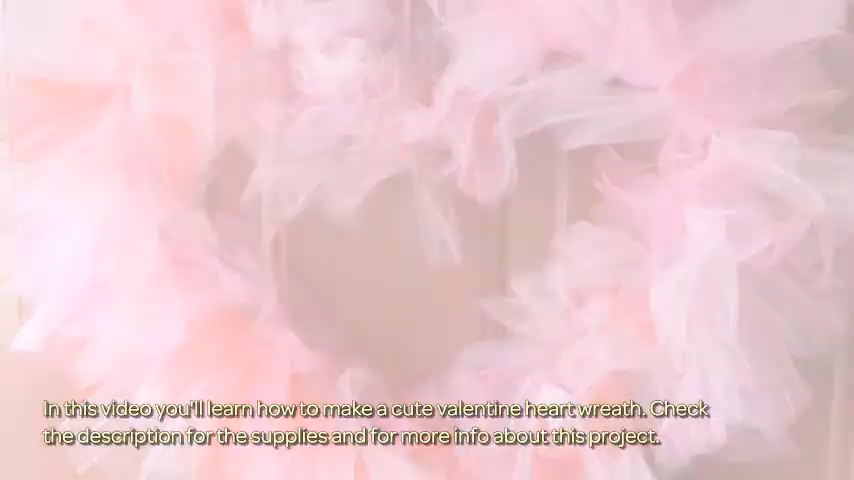 In this video you'll learn how to make a cute valentine heart wreath. Check
the description for the supplies and for more info about this project.